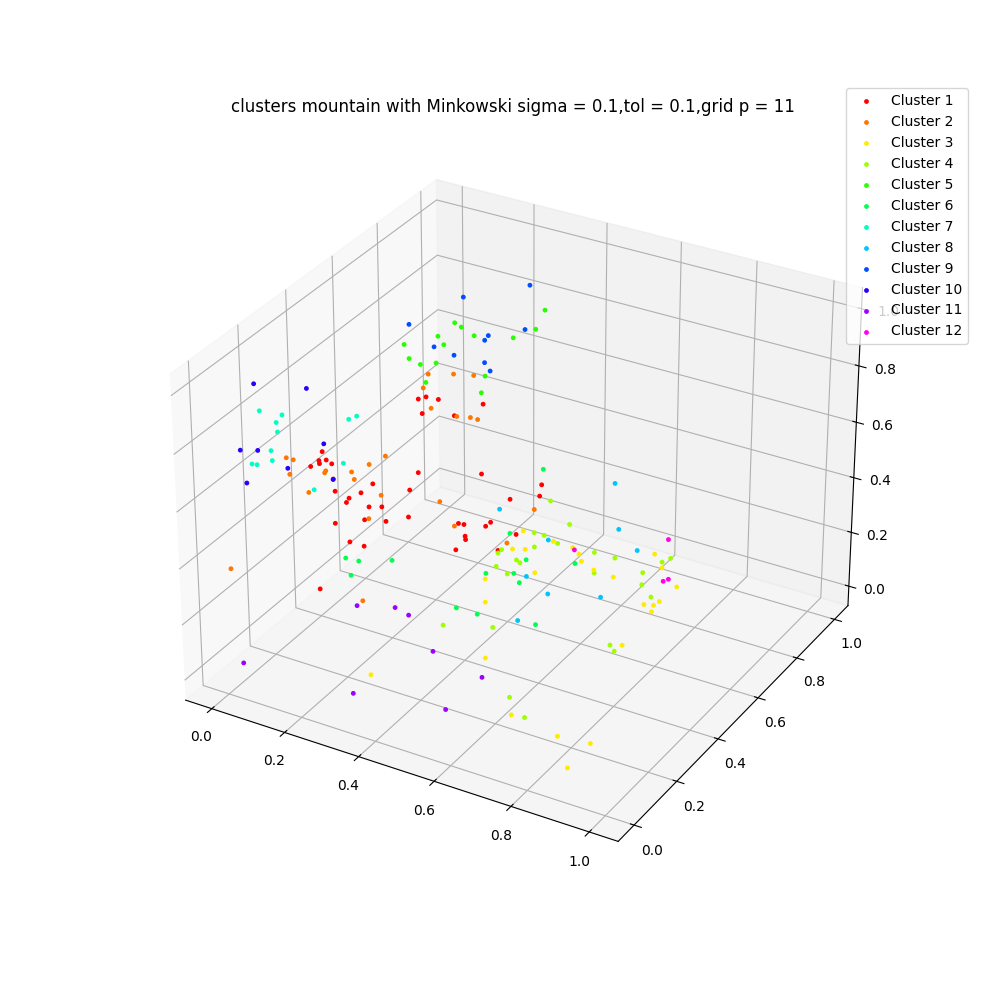 clusters mountain with Minkowski sigma = 0.1,tol = 0.1,grid p = 11
Cluster 1
Cluster 2
Cluster 3
Cluster 4
Cluster 5
Cluster 6
Cluster 7
Cluster 8
Cluster 9
Cluster 10
Cluster 11
Cluster 12
0.8
0.6
0.4
0.2
0.0
1.0
0.8
0.6
0.4
0.2
0.0
0.0
0.2
0.4
0.6
0.8
1.0